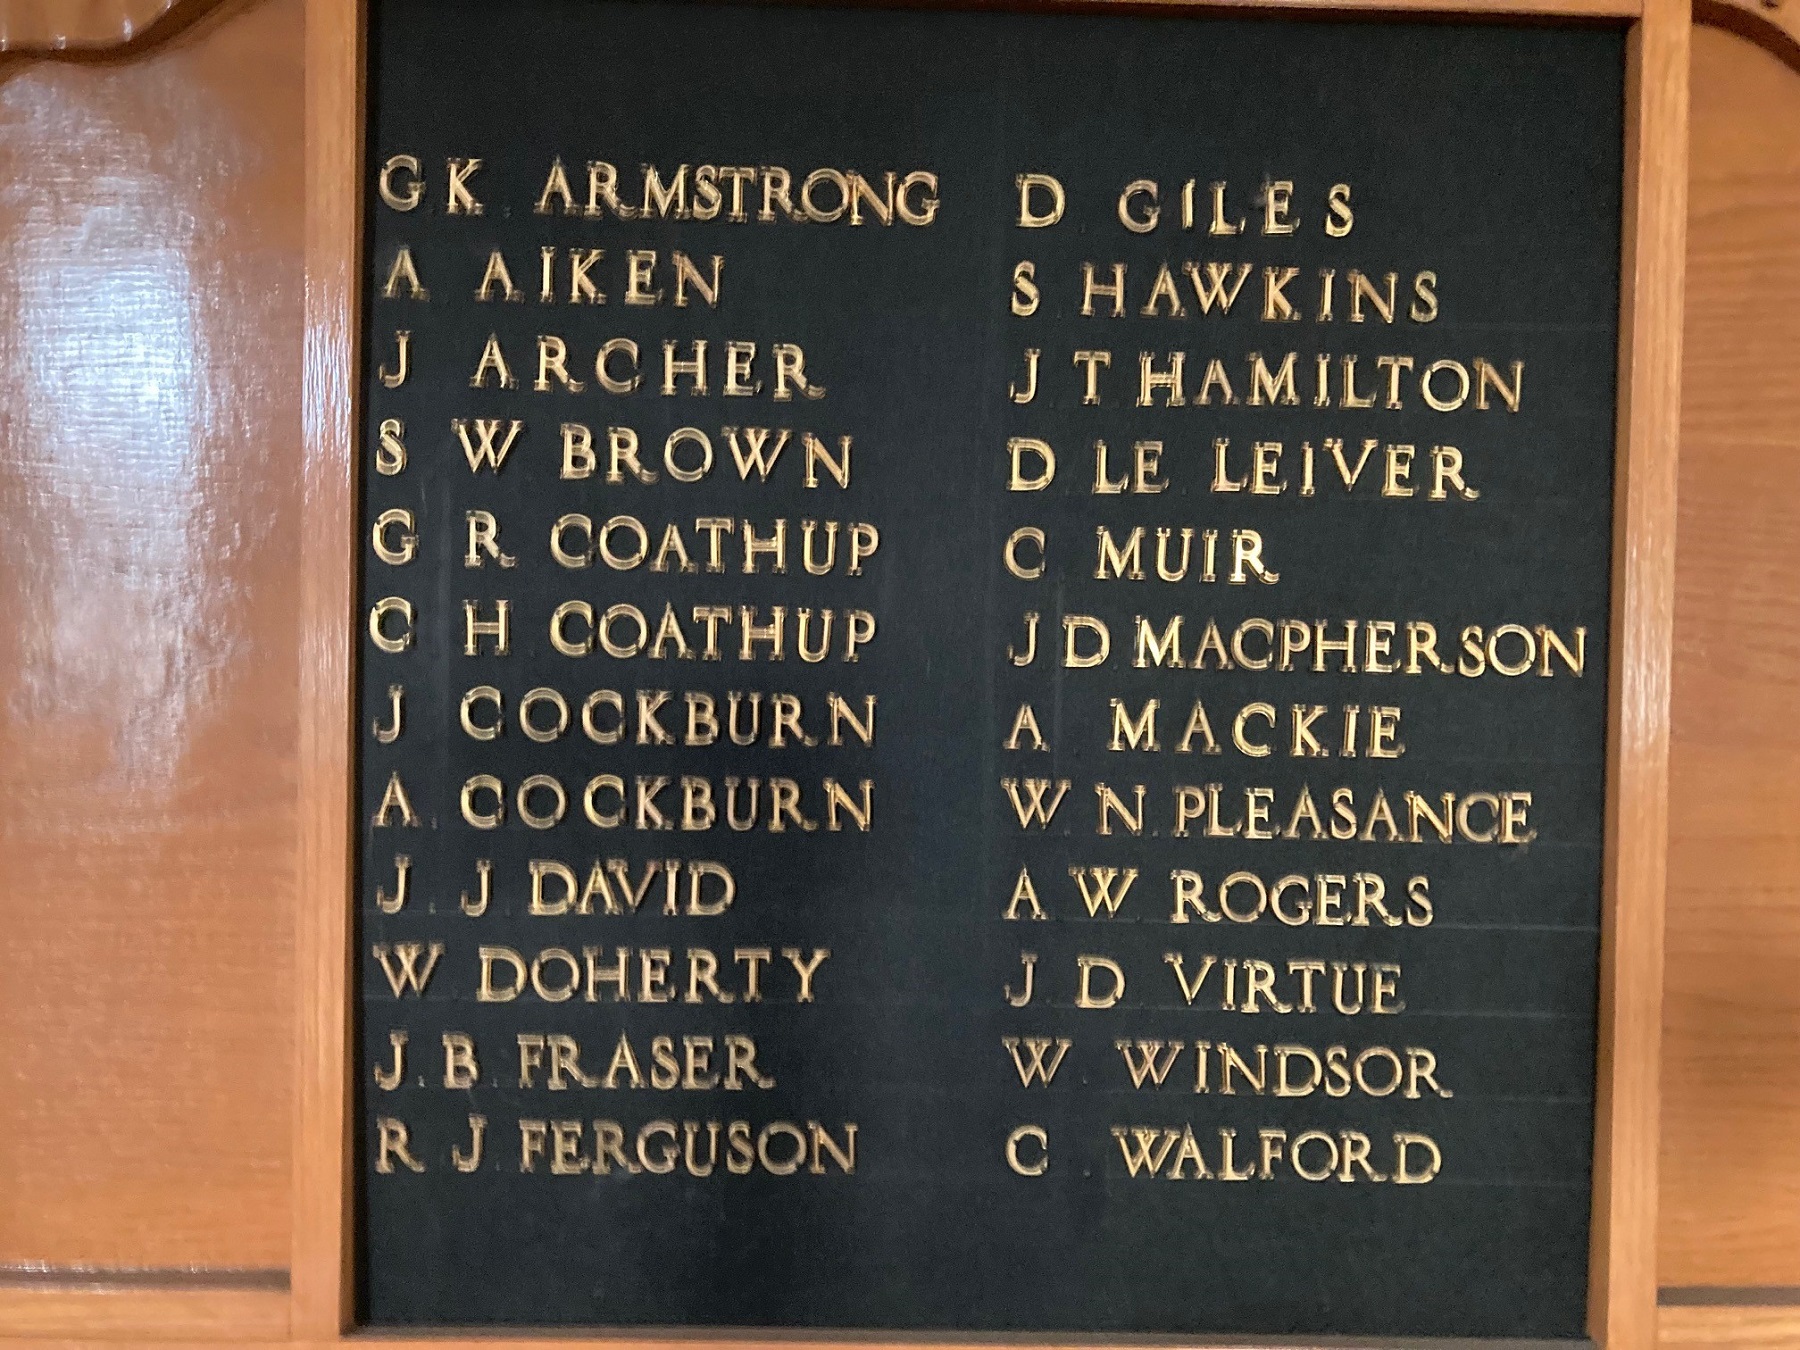 G K ARMSTRONG
A AIKEN
J ARCHER
S W BROWN
G R COATHUP
C H COATHUP
J COCKBURN
A COCKBURN
J J DAVID
W DOHERTY
J B FRASER
R J FERGUSON
D GILES
S HAWKINS
J T HAMILTON
D LE LEIVER
C MUIR
J D MACPHERSON
A MACKIE
W N PLEASANCE
A W ROGERS
J D VIRTUE
W WINDSOR
C WALFORD